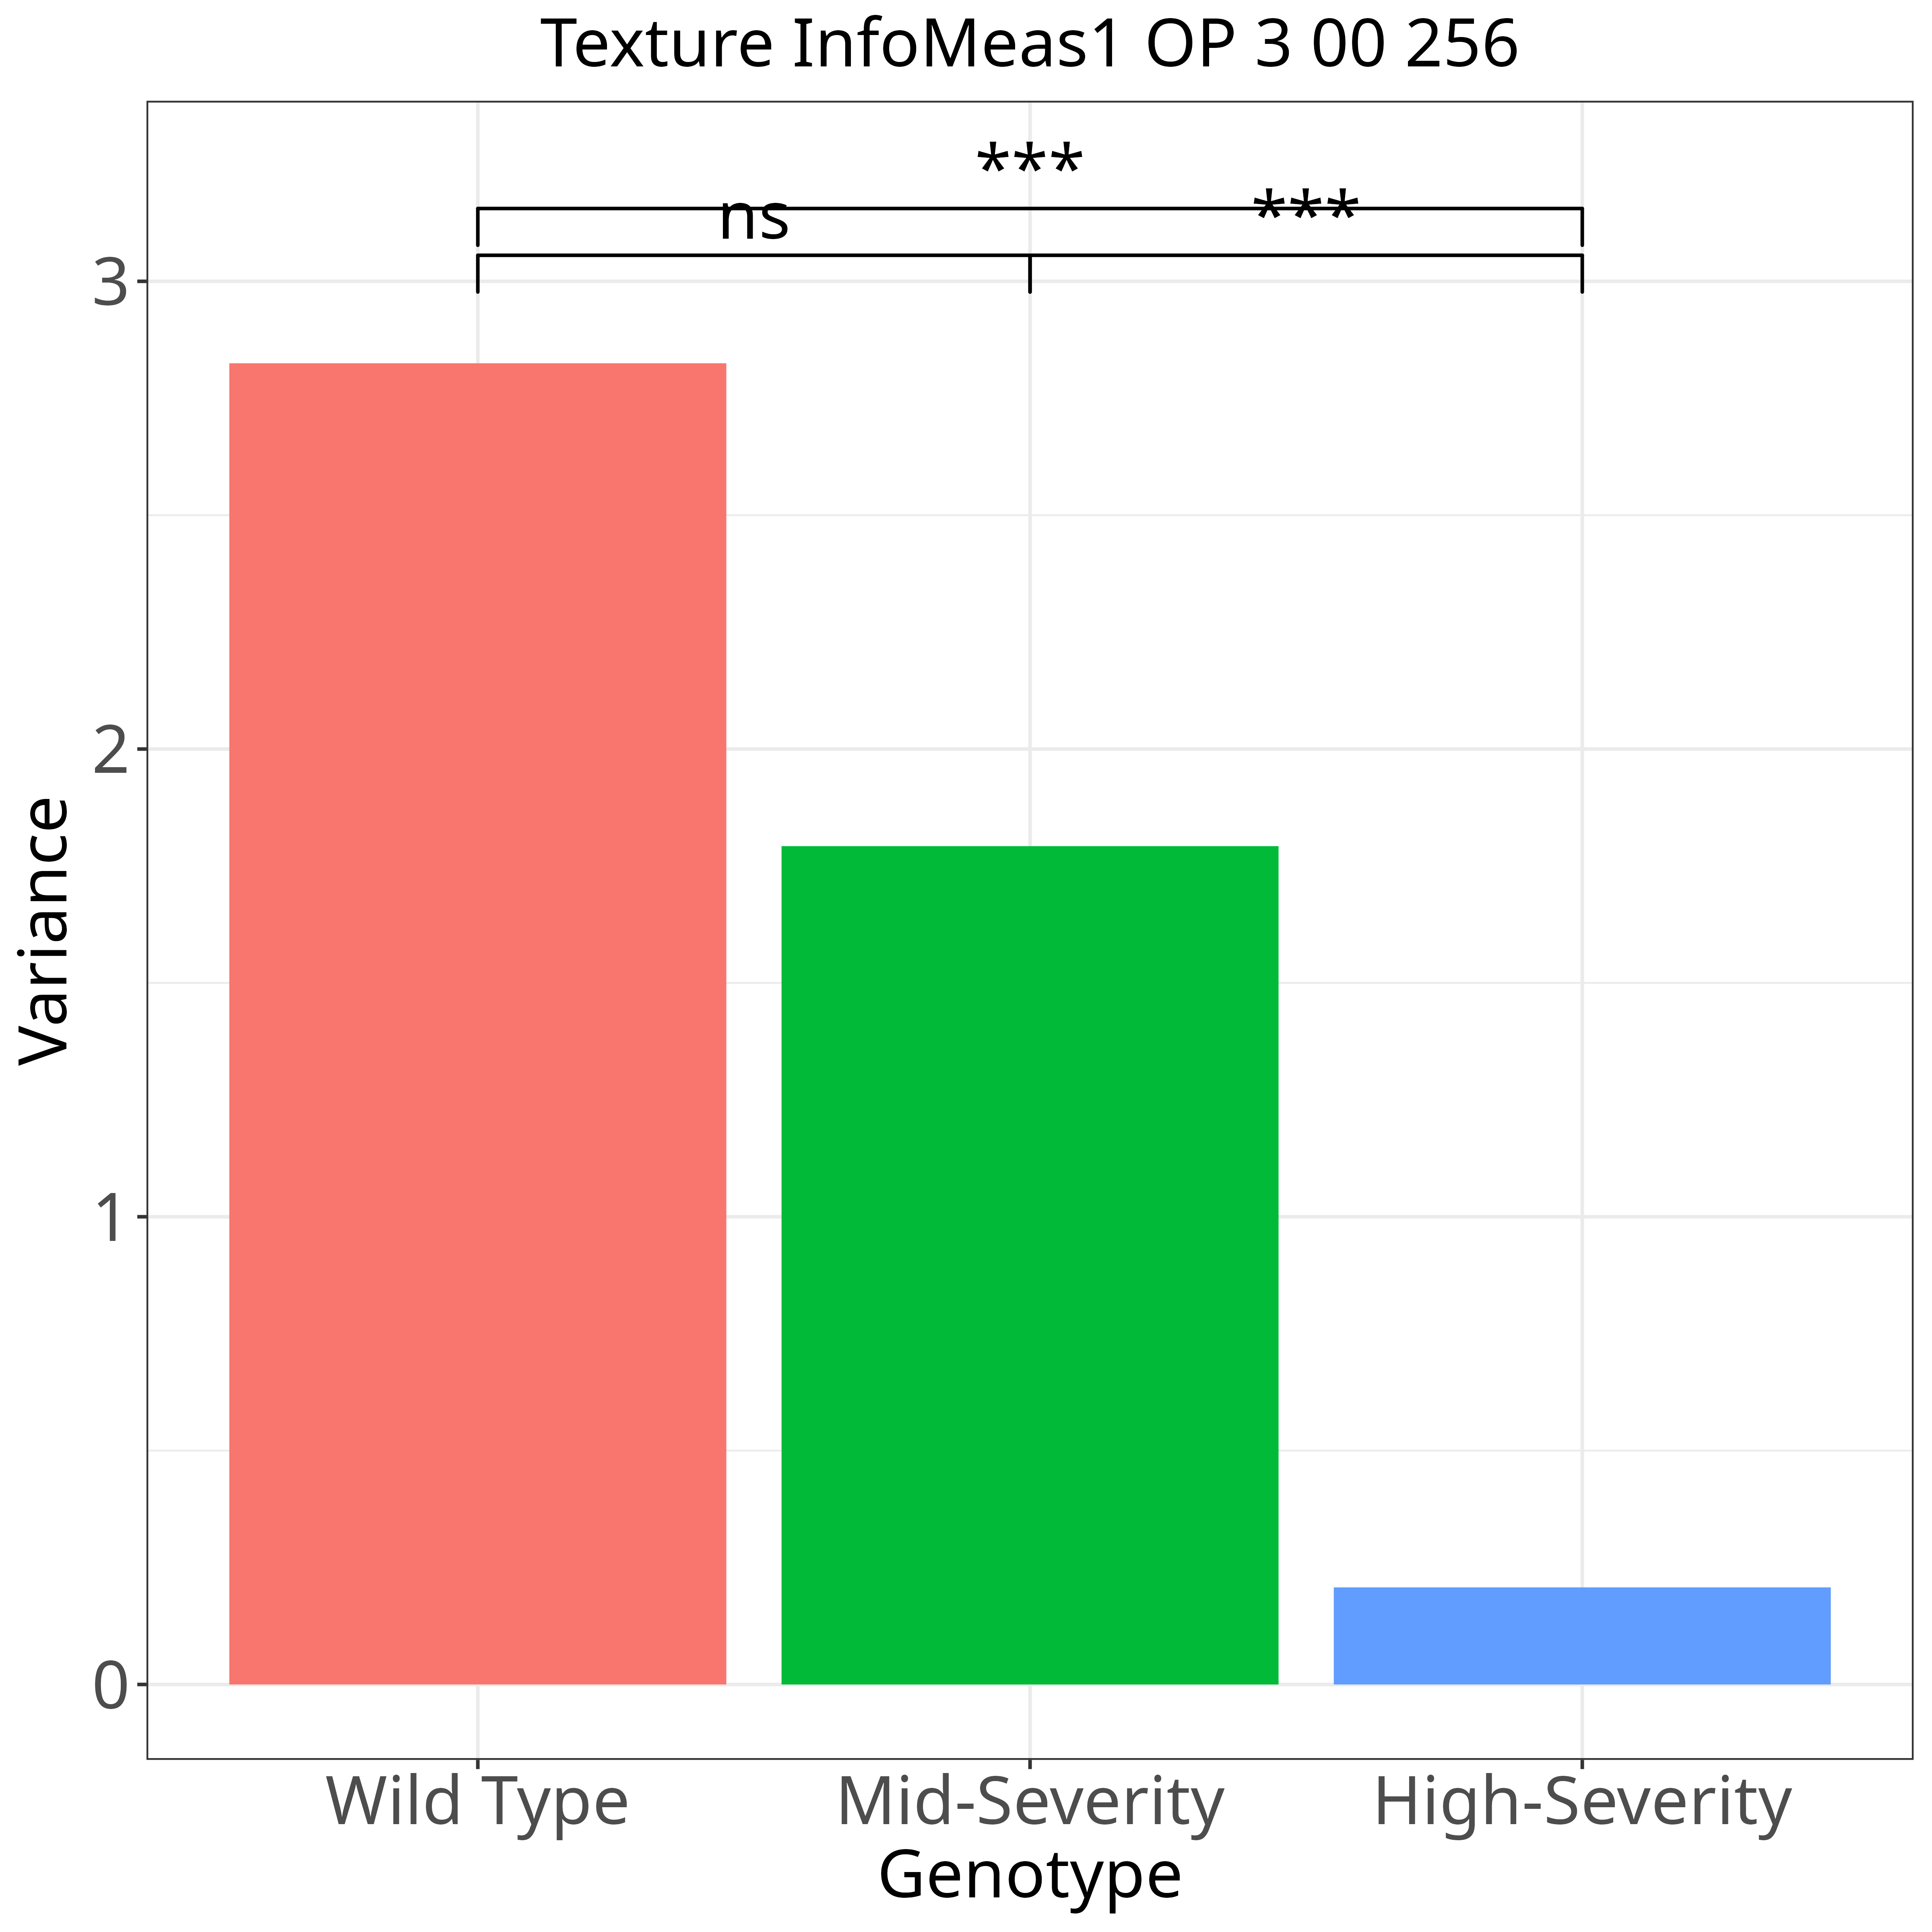 Texture InfoMeas1 OP 3 00 256
***
ns ***
3
2
1
0
Variance
Wild Type Mid-Severity High-Severity
Genotype